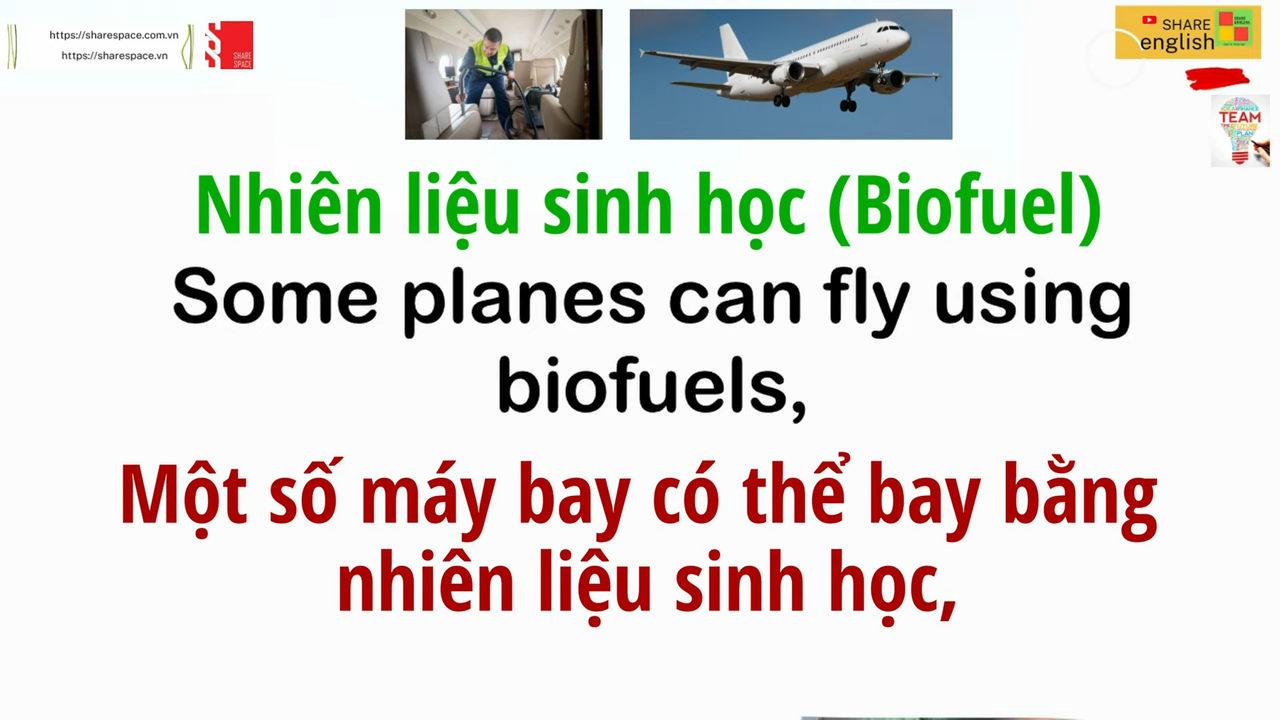 https://sharespace.com.vn
https://sharespace.vn
SHARE
SPACE
SHARE
english
TEAM
PLAN
Nhiên liệu sinh học (Biofuel)
Some planes can fly using
biofuels,
Một số máy bay có thể bay bằng
nhiên liệu sinh học,